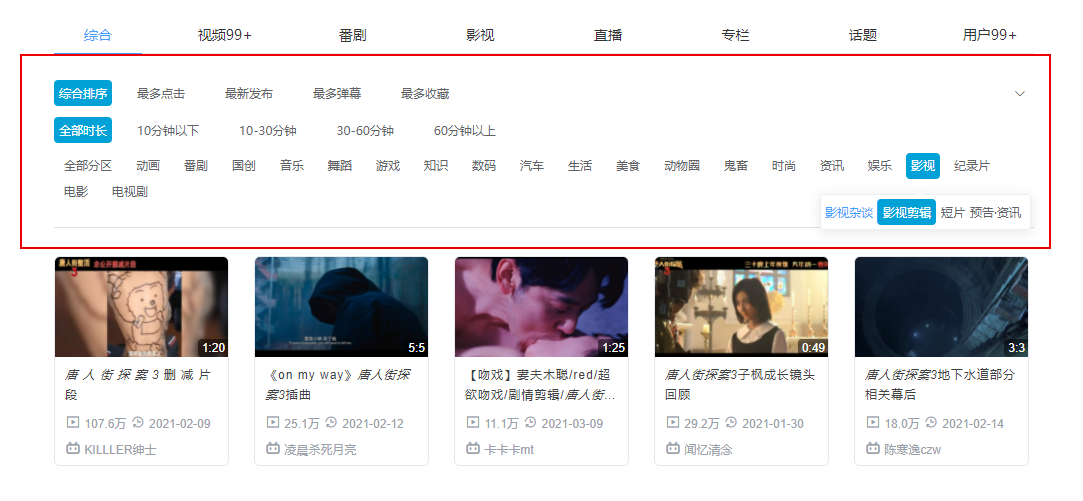 综合 视频99+ 番剧 影视 直播 专栏 话题 用户99+
综合排序 最多点击 最新发布 最多弹幕 最多收藏
全部时长 10分钟以下 10-30分钟 30-60分钟 60分钟以上
全部分区 动画 番剧 国创 音乐 舞蹈 游戏 知识 数码 汽车 生活 美食 动物圈 鬼畜 时尚 资讯 娱乐 影视 纪录片
电影 电视剧
影视杂谈 影视剪辑 短片 预告·资讯
1:20
唐人街探案3删减片
段
107.6万 2021-02-09
KILLLER绅士
5:5
《on my way》唐人街探
案3插曲
25.1万 2021-02-12
凌晨杀死月亮
1:25
【吻戏】妻夫木聪/red/超
欲吻戏/剧情剪辑/唐人街...
11.1万 2021-03-09
卡卡卡mt
0:49
唐人街探案3子枫成长镜头
回顾
29.2万 2021-01-30
闻忆清念
3:3
唐人街探案3地下水道部分
相关幕后
18.0万 2021-02-14
陈寒逸czw